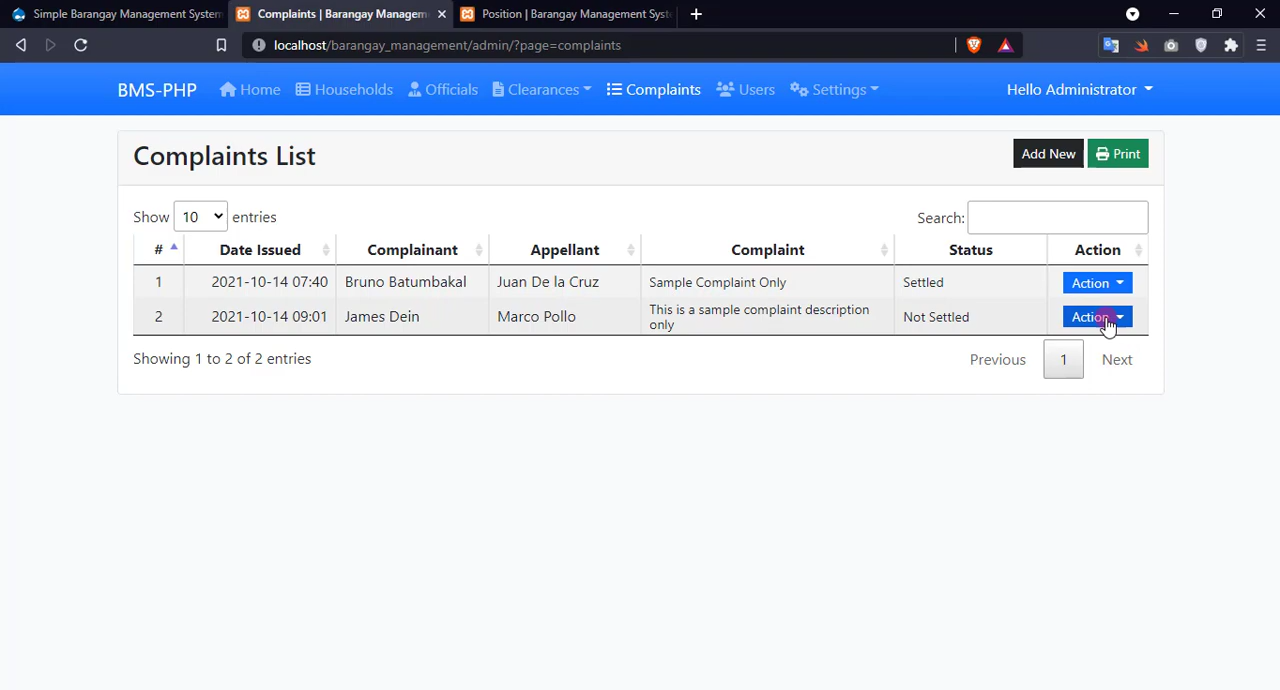 Simple Barangay Management System
Complaints | Barangay Managem
Position | Barangay Management Syst
localhost/barangay_management/admin/?page=complaints
BMS-PHP Home Households Officials Clearances Complaints Users Settings Hello Administrator
Complaints List
Add New Print
Show 10 entries
Search:
# Date Issued Complainant Appellant Complaint Status Action
1 2021-10-14 07:40 Bruno Batumbakal Juan De la Cruz Sample Complaint Only Settled Action
2 2021-10-14 09:01 James Dein Marco Pollo This is a sample complaint description Not Settled Action
only
Showing 1 to 2 of 2 entries
Previous 1 Next